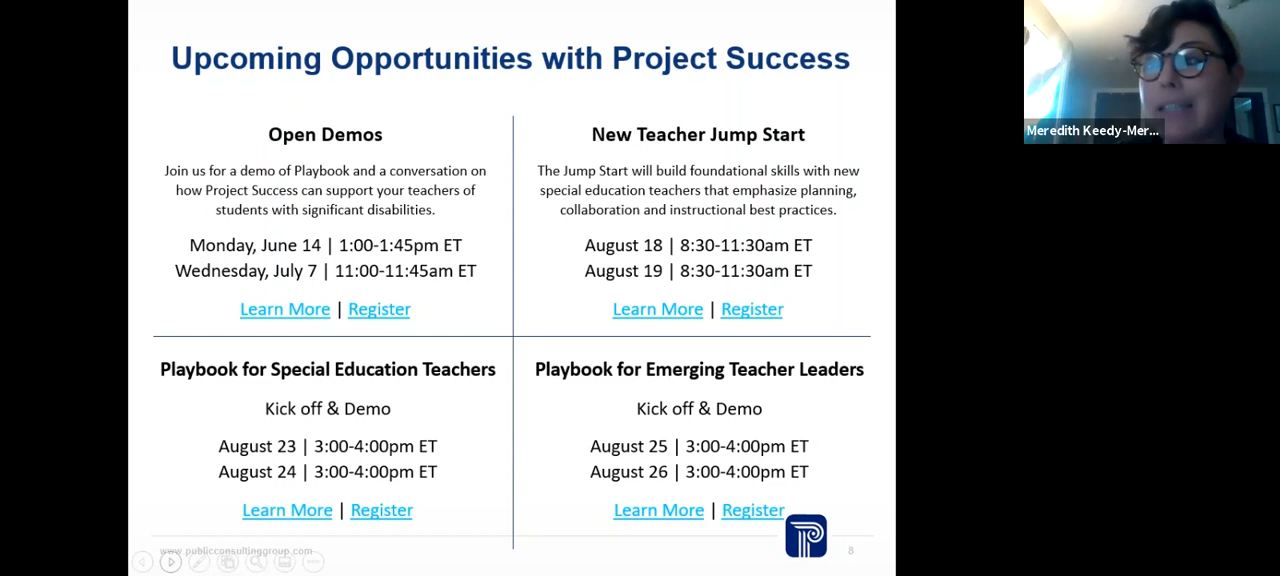 Upcoming Opportunities with Project Success
Open Demos
Join us for a demo of Playbook and a conversation on
how Project Success can support your teachers of
students with significant disabilities.
Monday, June 14 | 1:00-1:45pm ET
Wednesday, July 7 | 11:00-11:45am ET
Learn More | Register
New Teacher Jump Start
The Jump Start will build foundational skills with new
special education teachers that emphasize planning,
collaboration and instructional best practices.
August 18 | 8:30-11:30am ET
August 19 | 8:30-11:30am ET
Learn More | Register
Playbook for Special Education Teachers
Kick off & Demo
August 23 | 3:00-4:00pm ET
August 24 | 3:00-4:00pm ET
Learn More | Register
Playbook for Emerging Teacher Leaders
Kick off & Demo
August 25 | 3:00-4:00pm ET
August 26 | 3:00-4:00pm ET
Learn More | Register
www.publicconsultinggroup.com
8
Meredith Keedy-Mer...